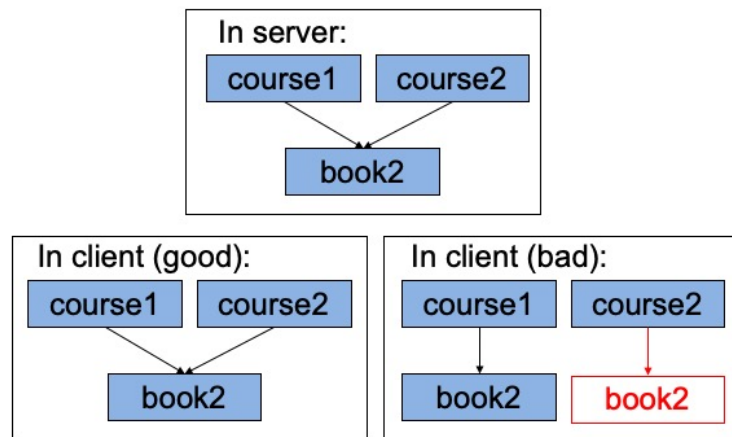 In server:
course1 course2
book2
In client (good):
course1 course2
book2
In client (bad):
course1 course2
book2 book2